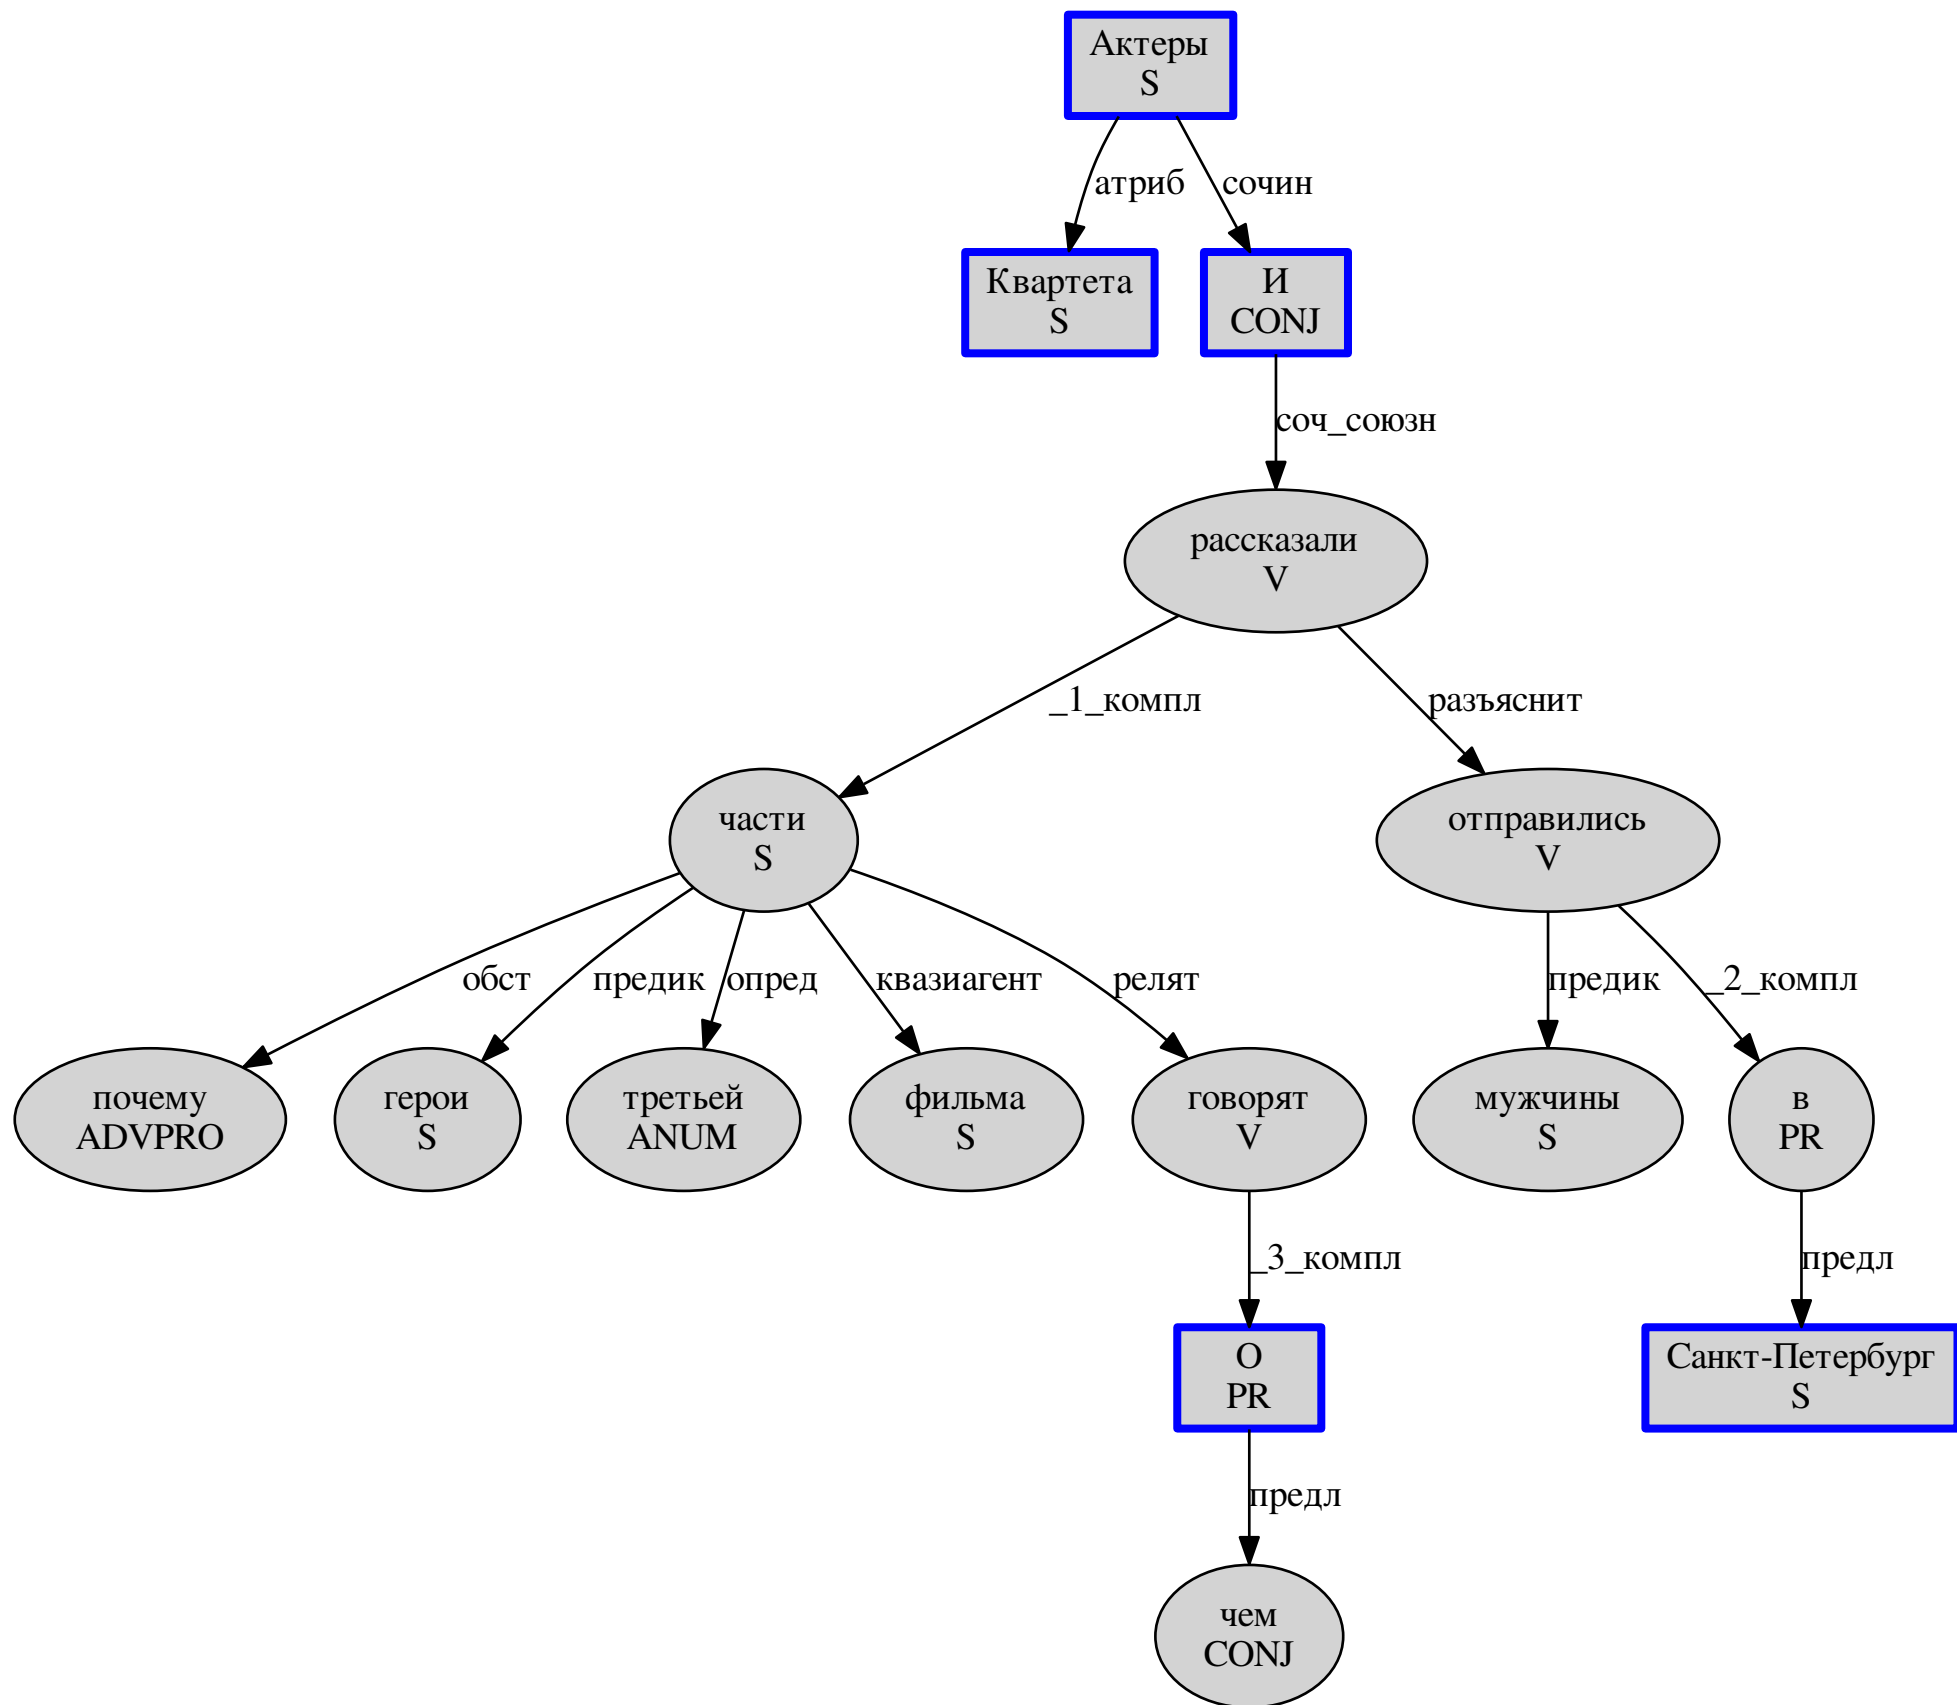 Актеры
S
атриб
сочин
Квартета
S
И
CONJ
соч_союзн
рассказали
V
_1_компл
разъяснит
части
S
отправились
V
обст
предик
опред
квазиагент
релят
предик
_2_компл
почему
ADVPRO
герои
S
третьей
ANUM
фильма
S
говорят
V
мужчины
S
в
PR
_3_компл
предл
О
PR
Санкт-Петербург
S
предл
чем
CONJ